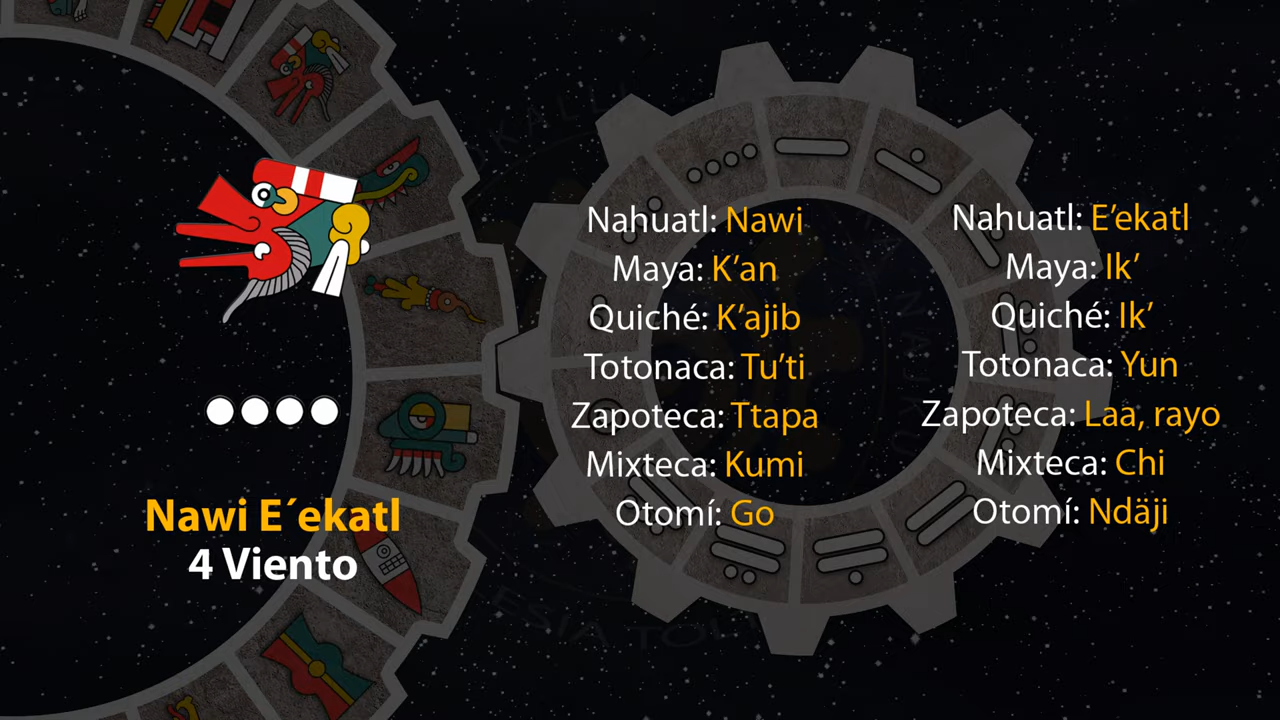 Nahuatl: Nawi
Maya: K’an
Quiché: K’ajib
Totonaca: Tu’ti
Zapoteca: Ttapa
Mixteca: Kumi
Otomí: Go
Nahuatl: E’ekatl
Maya: Ik’
Quiché: Ik’
Totonaca: Yun
Zapoteca: Laa, rayo
Mixteca: Chi
Otomí: Ndäji
Nawi E´ekatl
4 Viento